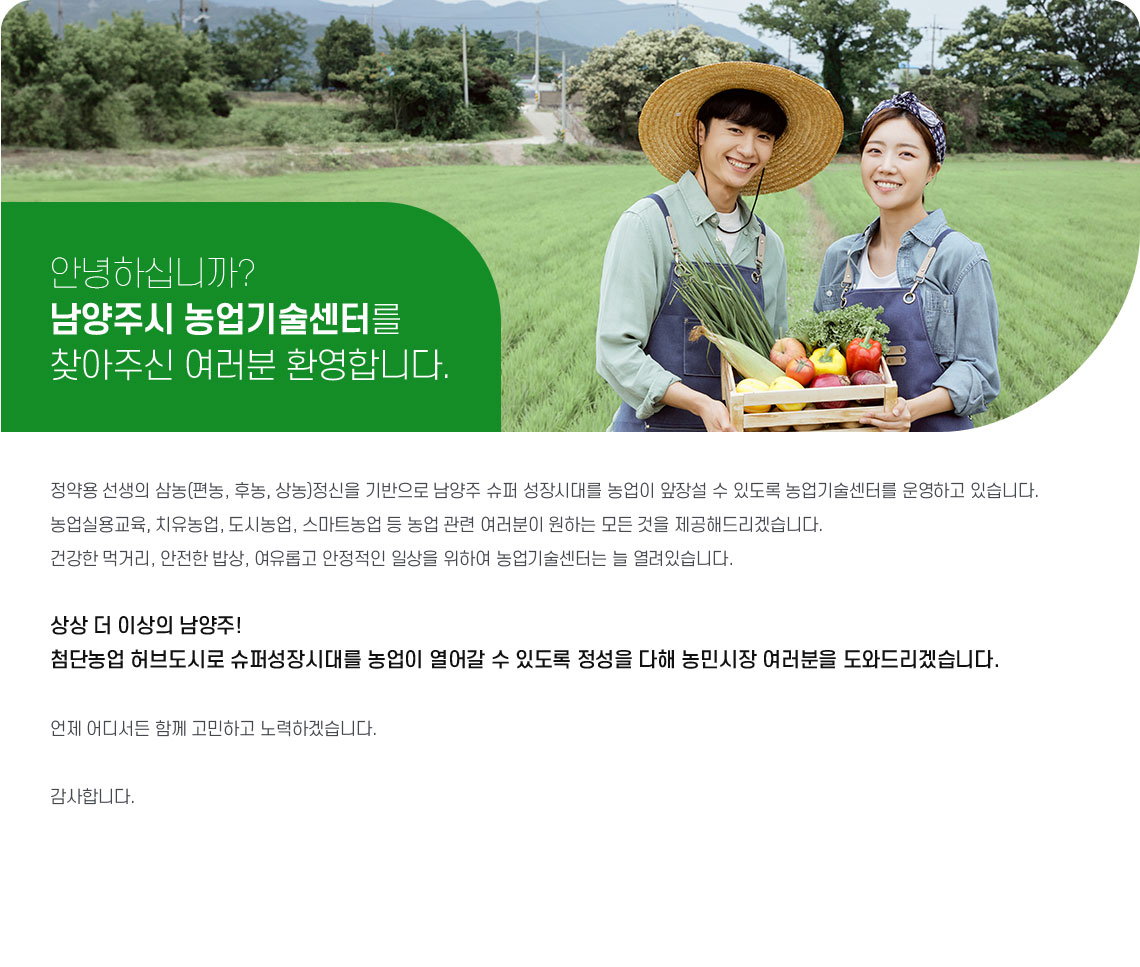 안녕하십니까?
남양주시 농업기술센터를
찾아주신 여러분 환영합니다.
정약용 선생의 삼농(편농, 후농, 상농)정신을 기반으로 남양주 슈퍼 성장시대를 농업이 앞장설 수 있도록 농업기술센터를 운영하고 있습니다.
농업실용교육, 치유농업, 도시농업, 스마트농업 등 농업 관련 여러분이 원하는 모든 것을 제공해드리겠습니다.
건강한 먹거리, 안전한 밥상, 여유롭고 안정적인 일상을 위하여 농업기술센터는 늘 열려있습니다.
상상 더 이상의 남양주!
첨단농업 허브도시로 슈퍼성장시대를 농업이 열어갈 수 있도록 정성을 다해 농민시장 여러분을 도와드리겠습니다.
언제 어디서든 함께 고민하고 노력하겠습니다.
감사합니다.